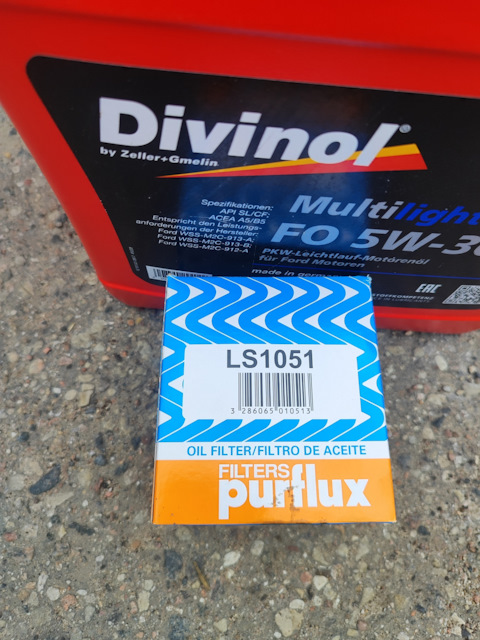 Divinol®
by Zeller+Gmelin
Multilight
FO 5W-30
Spezifikationen:
API SL/CF;
ACEA A5/B5
Entspricht den Leistungs-
anforderungen der Hersteller:
Ford WSS-M2C-913-A;
Ford WSS-M2C-913-B;
Ford WSS-M2C-912-A
PKW-Leichtlauf-Motorenöl
für Ford Motoren
made in germany
EAC
LS1051
3 286065 010513
OIL FILTER/FILTRO DE ACEITE
FILTERS
purflux